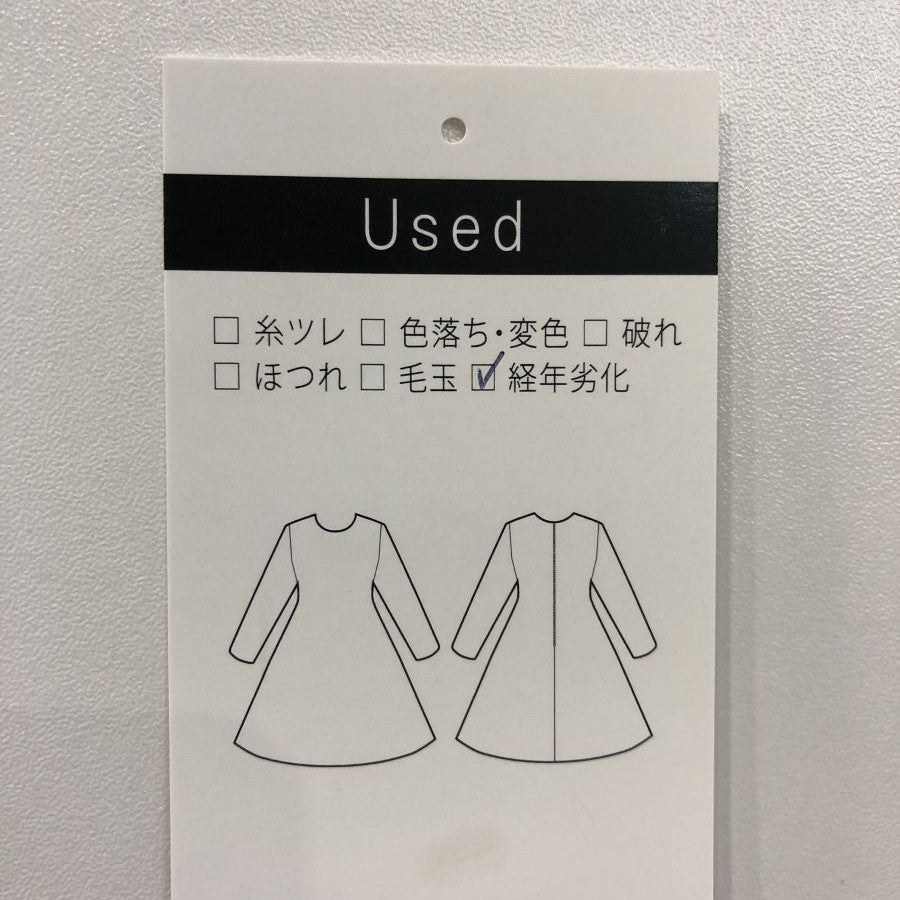 Used
□ 糸ツレ □ 色落ち・変色 □ 破れ
□ ほつれ □ 毛玉 ☑ 経年劣化